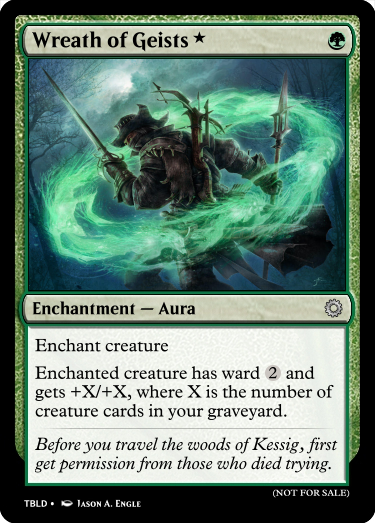 Wreath of Geists ★
Enchantment — Aura
Enchant creature
Enchanted creature has ward 2 and
gets +X/+X, where X is the number of
creature cards in your graveyard.
Before you travel the woods of Kessig, first
get permission from those who died trying.
TBLD • Jason A. Engle
(NOT FOR SALE)